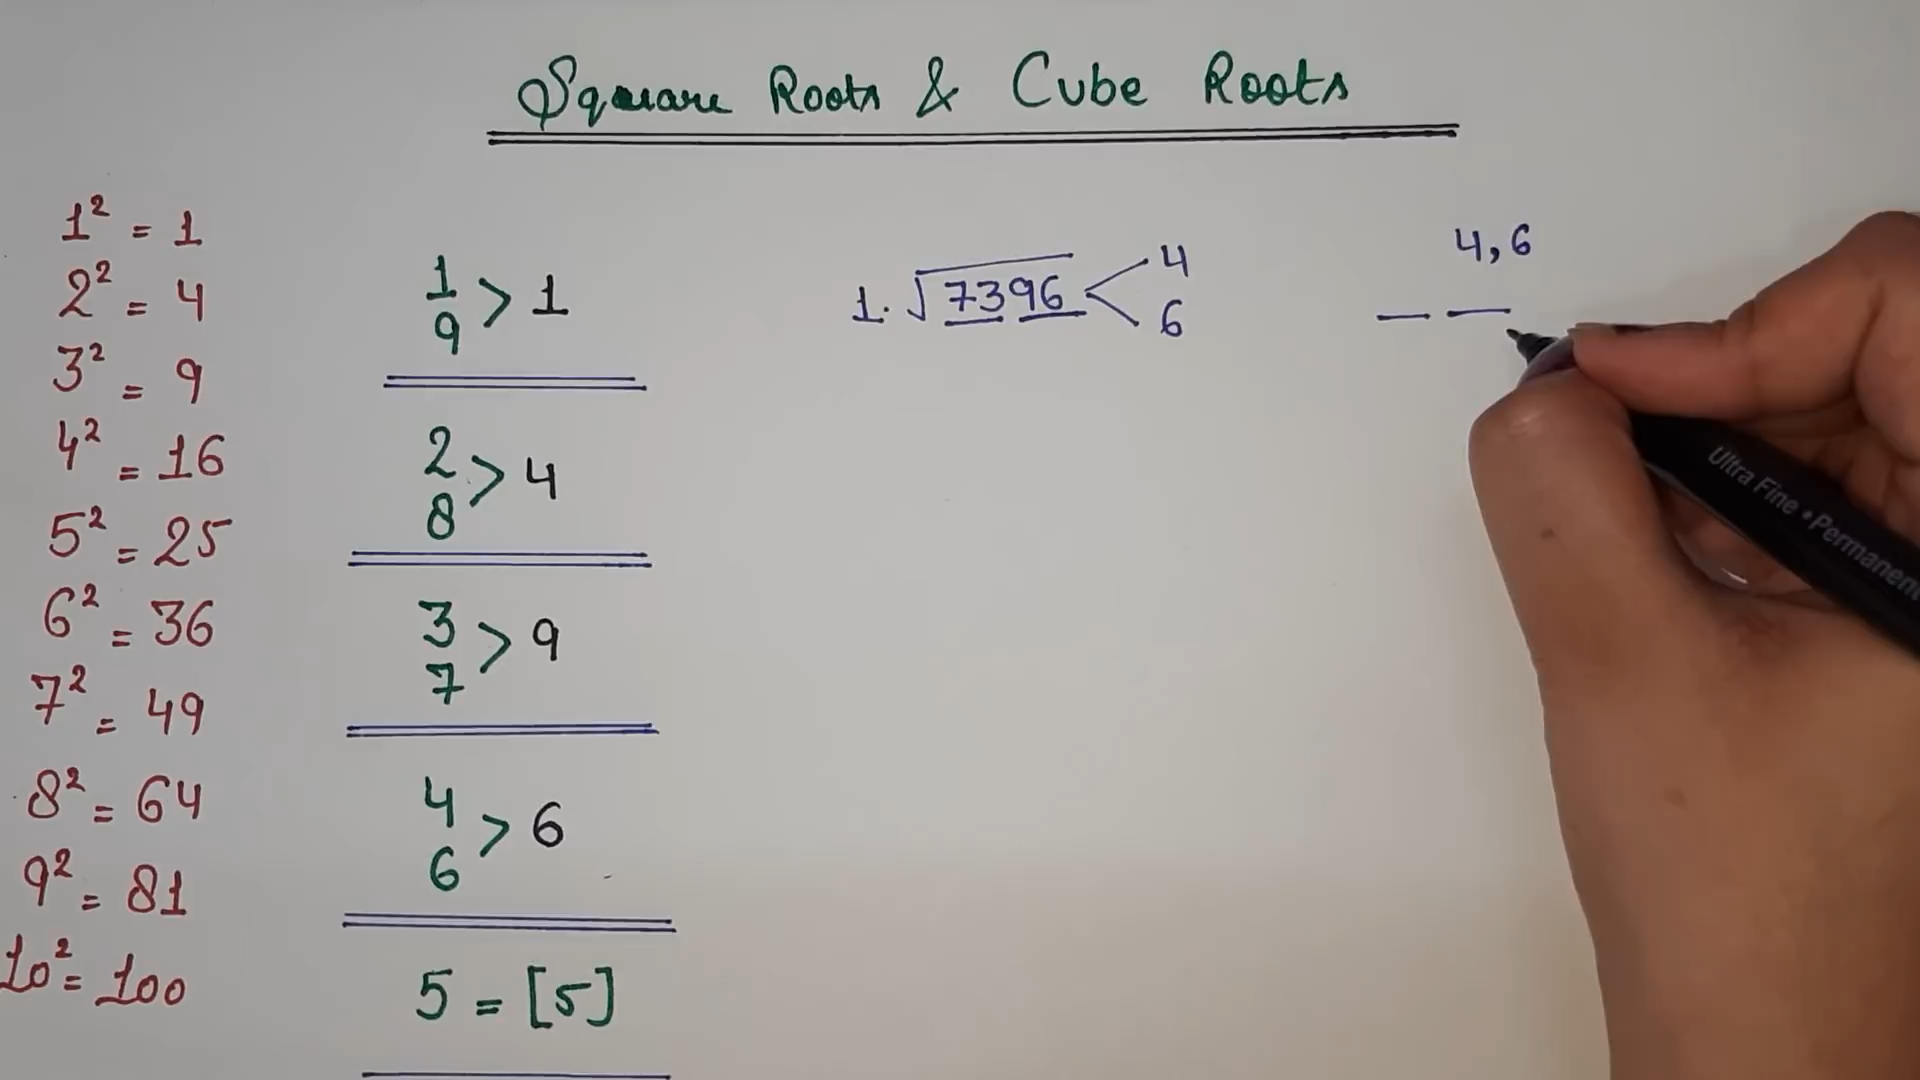 Square Roots & Cube Roots
1² = 1
2² = 4
3² = 9
4² = 16
5² = 25
6² = 36
7² = 49
8² = 64
9² = 81
10² = 100
1
9 > 1
2
8 > 4
3
7 > 9
4
6 > 6
5 = [5]
1. √7396 < 4
6
4, 6
_ _
Ultra Fine • Permanent